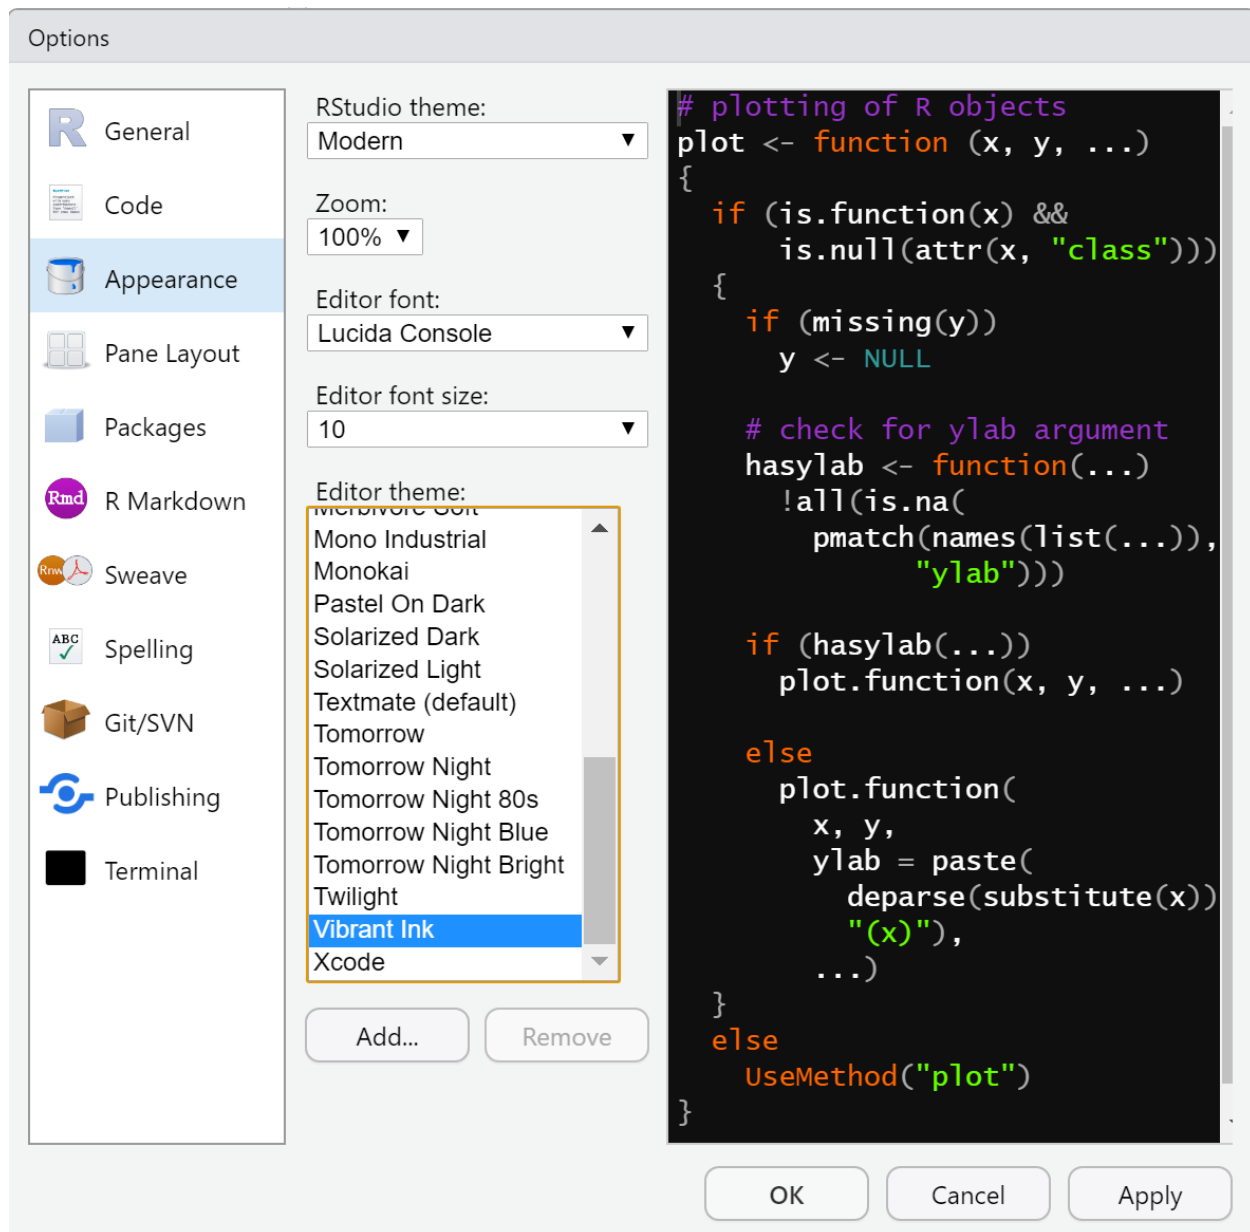 Options
General
Code
Appearance
Pane Layout
Packages
Rmd R Markdown
Rnw Sweave
ABC Spelling
Git/SVN
Publishing
Terminal
RStudio theme:
Modern
Zoom:
100%
Editor font:
Lucida Console
Editor font size:
10
Editor theme:
Merbivore Soft
Mono Industrial
Monokai
Pastel On Dark
Solarized Dark
Solarized Light
Textmate (default)
Tomorrow
Tomorrow Night
Tomorrow Night 80s
Tomorrow Night Blue
Tomorrow Night Bright
Twilight
Vibrant Ink
Xcode
Add...
Remove
# plotting of R objects
plot <- function (x, y, ...)
{
  if (is.function(x) &&
      is.null(attr(x, "class")))
  {
    if (missing(y))
      y <- NULL
    # check for ylab argument
    hasylab <- function(...)
      !all(is.na(
        pmatch(names(list(...)),
              "ylab")))
    if (hasylab(...))
      plot.function(x, y, ...)
    else
      plot.function(
        x, y,
        ylab = paste(
          deparse(substitute(x))
          "(x)"),
        ...)
  }
  else
    UseMethod("plot")
}
OK
Cancel
Apply